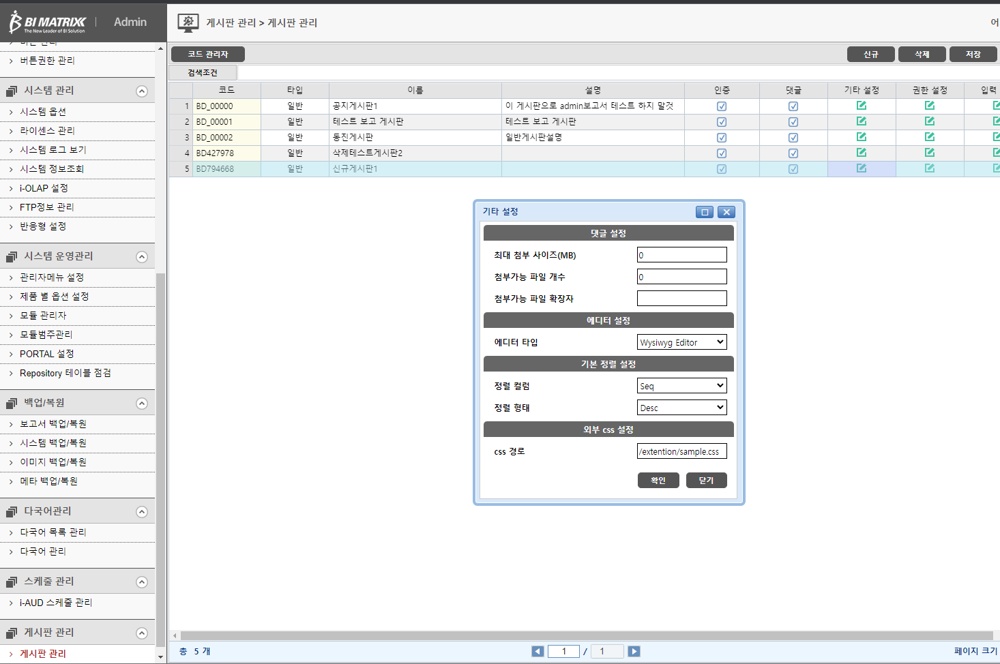 BI MATRIX
The New Leader of BI Solution
Admin
게시판 관리 > 게시판 관리
어
버튼 관리
버튼권한 관리
시스템 관리
시스템 옵션
라이센스 관리
시스템 로그 보기
시스템 정보조회
i-OLAP 설정
FTP정보 관리
반응형 설정
시스템 운영관리
관리자메뉴 설정
제품 별 옵션 설정
모듈 관리자
모듈범주관리
PORTAL 설정
Repository 테이블 점검
백업/복원
보고서 백업/복원
시스템 백업/복원
이미지 백업/복원
메타 백업/복원
다국어관리
다국어 목록 관리
다국어 관리
스케줄 관리
i-AUD 스케줄 관리
게시판 관리
게시판 관리
코드 관리자
신규 삭제 저장
검색조건
코드 타입 이름 설명 인증 댓글 기타 설정 권한 설정 입력
1 BD_00000 일반 공지게시판1 이 게시판으로 admin보고서 테스트 하지 말것
2 BD_00001 일반 테스트 보고 게시판 테스트 보고 게시판
3 BD_00002 일반 동진게시판 일반게시판설명
4 BD427978 일반 삭제테스트게시판2
5 BD794668 일반 신규게시판1
기타 설정
댓글 설정
최대 첨부 사이즈(MB) 0
첨부가능 파일 개수 0
첨부가능 파일 확장자
에디터 설정
에디터 타입 Wysiwyg Editor
기본 정렬 설정
정렬 컬럼 Seq
정렬 형태 Desc
외부 css 설정
css 경로 /extention/sample.css
확인 닫기
총 5 개
1 / 1
페이지 크기